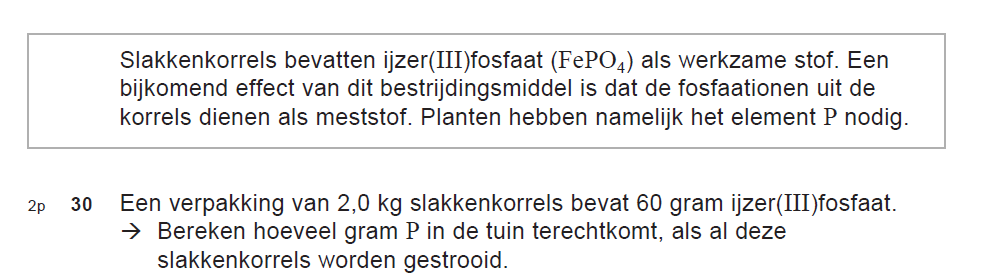 Slakkenkorrels bevatten ijzer(III)fosfaat (FePO₄) als werkzame stof. Een
bijkomend effect van dit bestrijdingsmiddel is dat de fosfaationen uit de
korrels dienen als meststof. Planten hebben namelijk het element P nodig.
2p 30 Een verpakking van 2,0 kg slakkenkorrels bevat 60 gram ijzer(III)fosfaat.
→ Bereken hoeveel gram P in de tuin terechtkomt, als al deze
slakkenkorrels worden gestrooid.